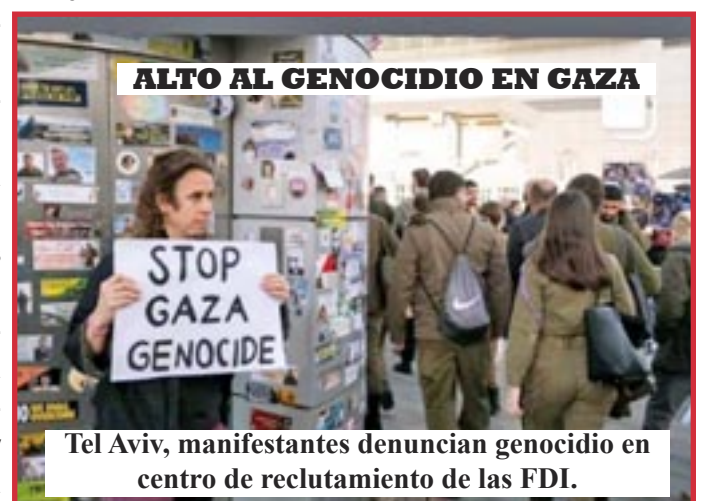 ALTO AL GENOCIDIO EN GAZA
STOP
GAZA
GENOCIDE
Tel Aviv, manifestantes denuncian genocidio en
centro de reclutamiento de las FDI.